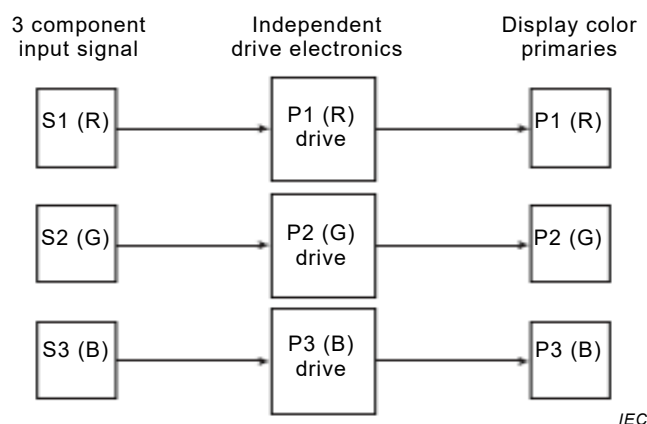 3 component
input signal
Independent
drive electronics
Display color
primaries
S1 (R)
P1 (R)
drive
P1 (R)
S2 (G)
P2 (G)
drive
P2 (G)
S3 (B)
P3 (B)
drive
P3 (B)
IEC